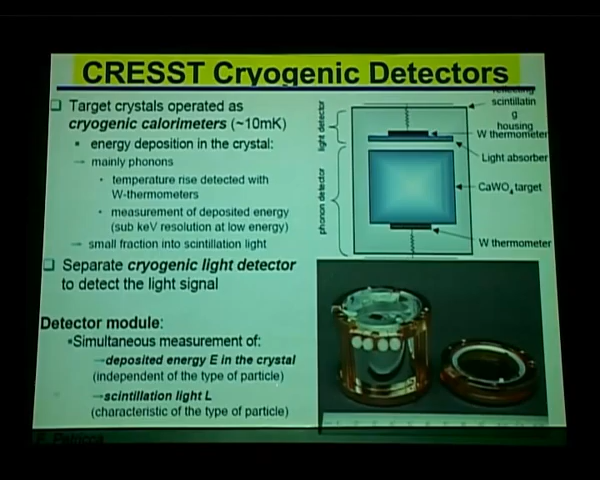 CRESST Cryogenic Detectors
Target crystals operated as
cryogenic calorimeters (~10mK)
energy deposition in the crystal:
→ mainly phonons
temperature rise detected with
W-thermometers
measurement of deposited energy
(sub keV resolution at low energy)
→ small fraction into scintillation light
Separate cryogenic light detector
to detect the light signal
Detector module:
Simultaneous measurement of:
→deposited energy E in the crystal
(independent of the type of particle)
→scintillation light L
(characteristic of the type of particle)
light detector
phonon detector
reflecting
scintillatin
g
housing
W thermometer
Light absorber
CaWO4 target
W thermometer